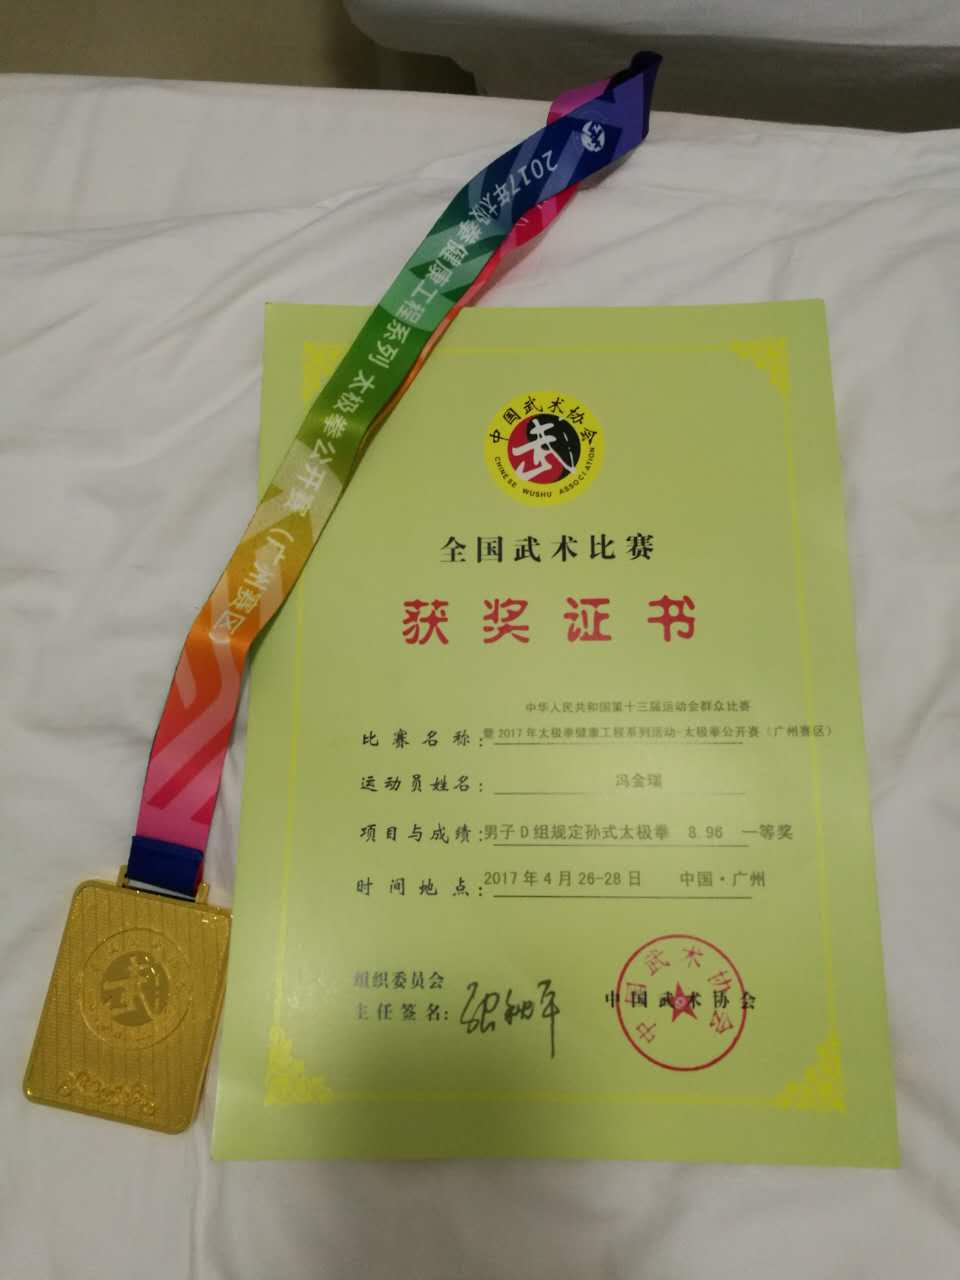 2017年太极拳健康工程系列 太极拳公开赛（广州赛区）
中国武术协会
武
CHINESE WUSHU ASSOCIATION
全国武术比赛
获奖证书
中华人民共和国第十三届运动会群众比赛
比赛名称：暨2017年太极拳健康工程系列活动-太极拳公开赛（广州赛区）
运动员姓名：冯金瑞
项目与成绩：男子D组规定孙式太极拳 8.96 一等奖
时间地点：2017年4月26-28日 中国·广州
组织委员会
主任签名：
中国武术协会
中国武术协会
武